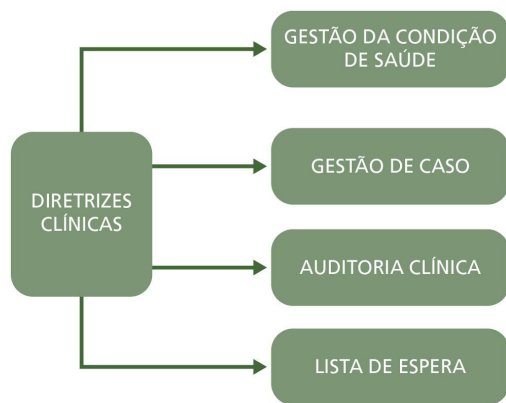 GESTÃO DA CONDIÇÃO
DE SAÚDE
DIRETRIZES
CLÍNICAS
GESTÃO DE CASO
AUDITORIA CLÍNICA
LISTA DE ESPERA